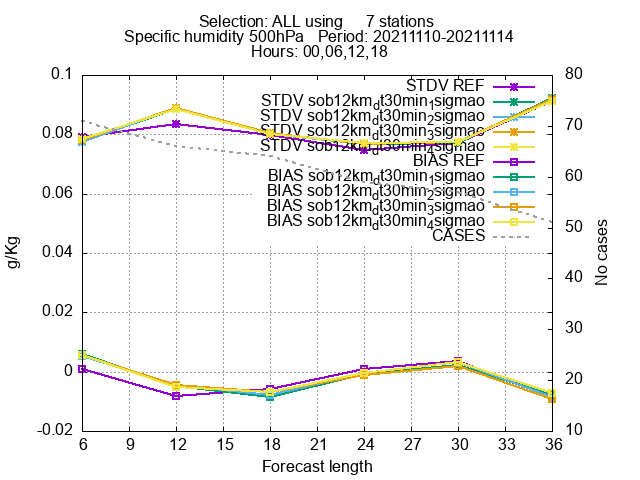 Selection: ALL using 7 stations
Specific humidity 500hPa Period: 20211110-20211114
Hours: 00,06,12,18
0.1
0.08
0.06
0.04
0.02
0
-0.02
g/Kg
STDV REF
STDV sob12km_dt30min_1sigmao
STDV sob12km_dt30min_2sigmao
STDV sob12km_dt30min_3sigmao
STDV sob12km_dt30min_4sigmao
BIAS REF
BIAS sob12km_dt30min_1sigmao
BIAS sob12km_dt30min_2sigmao
BIAS sob12km_dt30min_3sigmao
BIAS sob12km_dt30min_4sigmao
CASES
80
70
60
50
40
30
20
10
No cases
6 9 12 15 18 21 24 27 30 33 36
Forecast length